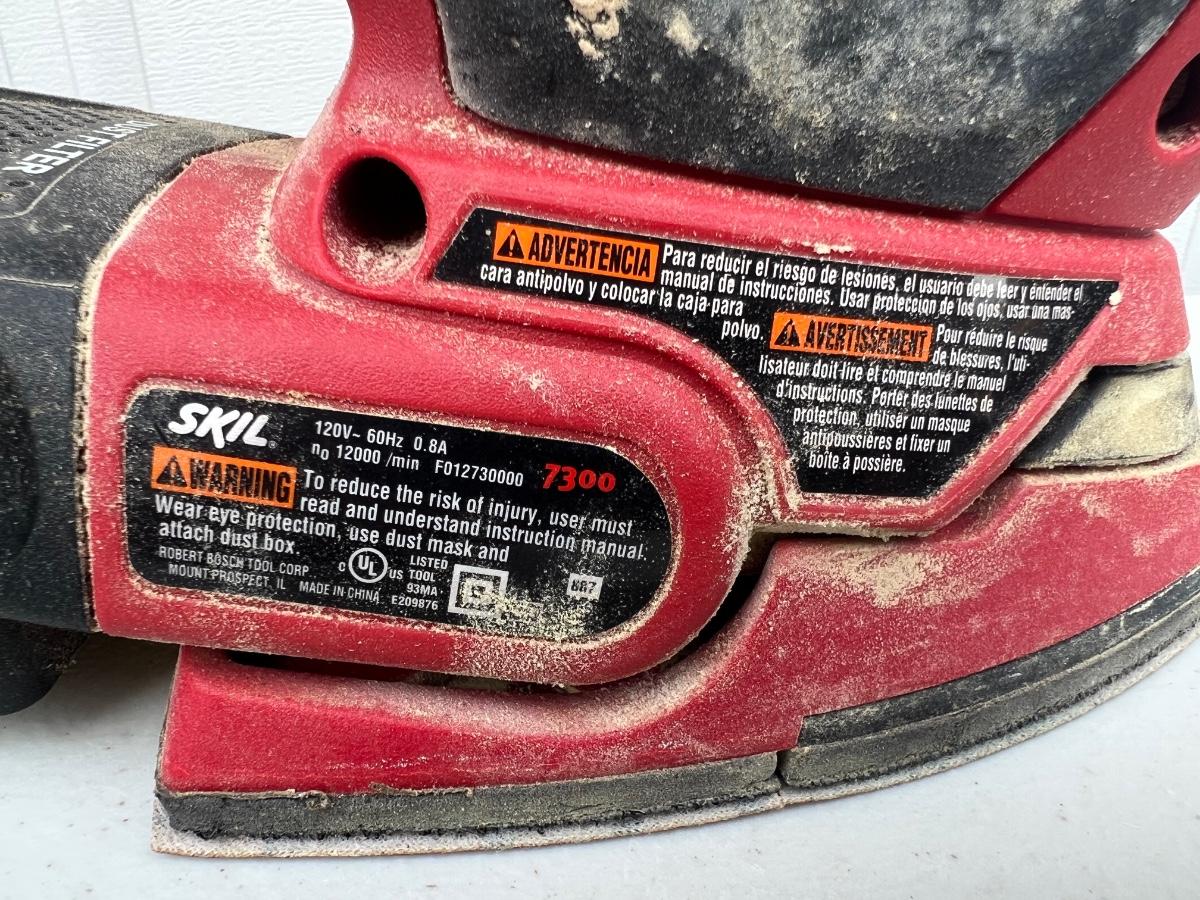 DUST FILTER
ADVERTENCIA Para reducir el riesgo de lesiones, el usuario debe leer y entender el
manual de instrucciones. Usar proteccion de los ojos, usar una mas-
cara antipolvo y colocar la caja para
polvo.
AVERTISSEMENT Pour réduire le risque
de blessures, l'uti-
lisateur doit lire et comprendre le manuel
d'instructions. Porter des lunettes de
protection, utiliser un masque
antipoussières et fixer un
boîte à possière.
SKIL
120V~ 60Hz 0.8A
n0 12000 /min F012730000 7300
WARNING To reduce the risk of injury, user must
read and understand instruction manual.
Wear eye protection, use dust mask and
attach dust box.
ROBERT BOSCH TOOL CORP
MOUNT PROSPECT, IL MADE IN CHINA
C UL US
LISTED
TOOL
93MA
E209876